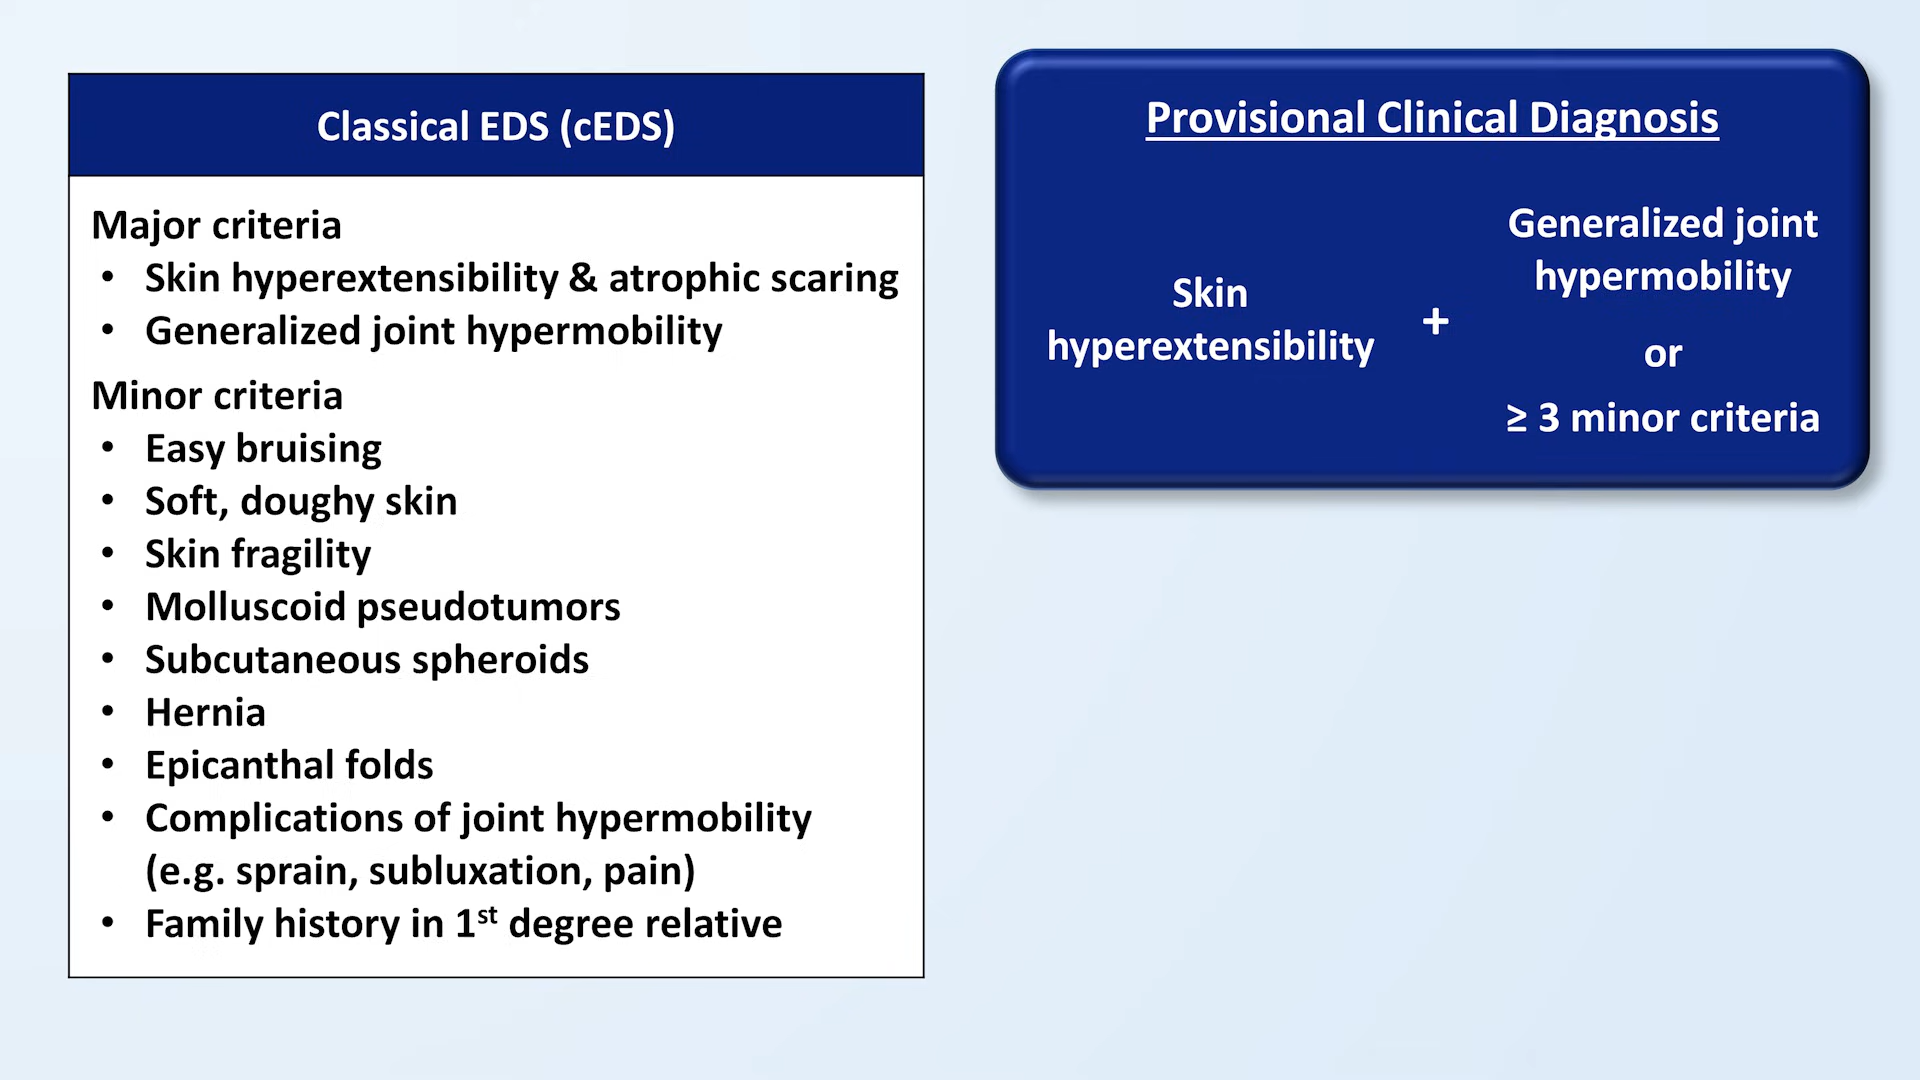 Classical EDS (cEDS)
Major criteria
• Skin hyperextensibility & atrophic scaring
• Generalized joint hypermobility
Minor criteria
• Easy bruising
• Soft, doughy skin
• Skin fragility
• Molluscoid pseudotumors
• Subcutaneous spheroids
• Hernia
• Epicanthal folds
• Complications of joint hypermobility
(e.g. sprain, subluxation, pain)
• Family history in 1st degree relative
Provisional Clinical Diagnosis
Skin
hyperextensibility
+
Generalized joint
hypermobility
or
≥ 3 minor criteria